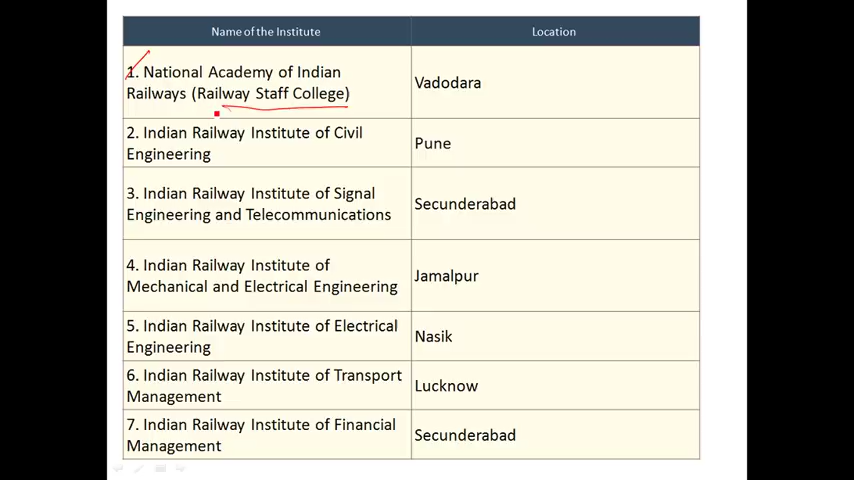 Name of the Institute
Location
1. National Academy of Indian
Railways (Railway Staff College)
Vadodara
2. Indian Railway Institute of Civil
Engineering
Pune
3. Indian Railway Institute of Signal
Engineering and Telecommunications
Secunderabad
4. Indian Railway Institute of
Mechanical and Electrical Engineering
Jamalpur
5. Indian Railway Institute of Electrical
Engineering
Nasik
6. Indian Railway Institute of Transport
Management
Lucknow
7. Indian Railway Institute of Financial
Management
Secunderabad